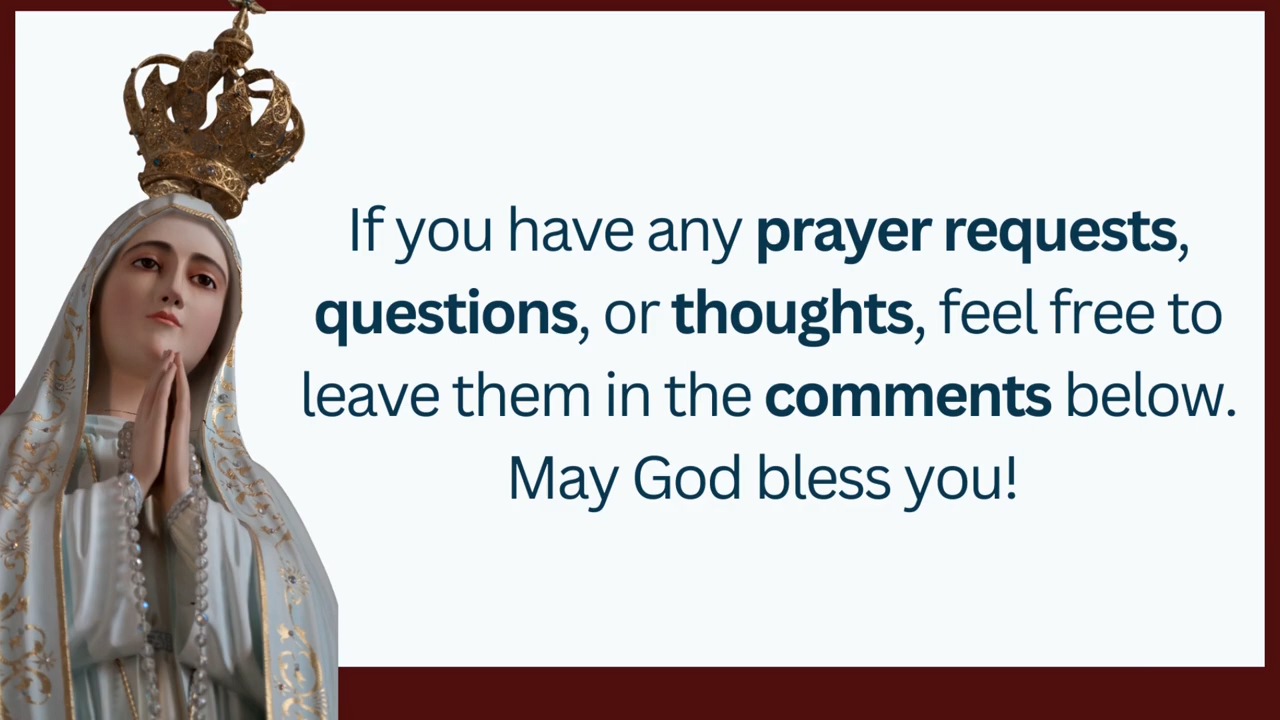 If you have any prayer requests,
questions, or thoughts, feel free to
leave them in the comments below.
May God bless you!